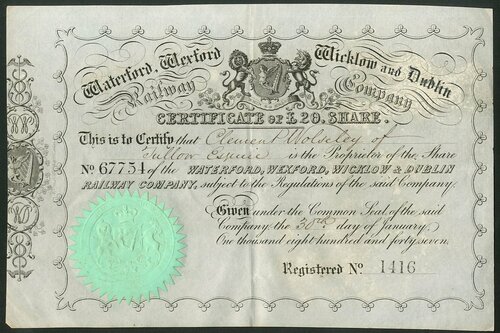 Waterford, Wexford Wicklow and Dublin
Railway Company
CERTIFICATE OF £20, SHARE.
This is to Certify that Clement Wolseley of
Tullow Esquire is the Proprietor of the Share
No 67754 of the WATERFORD, WEXFORD, WICKLOW & DUBLIN
RAILWAY COMPANY, subject to the Regulations of the said Company.
Given under the Common Seal of the said
Company, the 30th day of January,
One thousand eight hundred and forty seven.
Registered No 1416